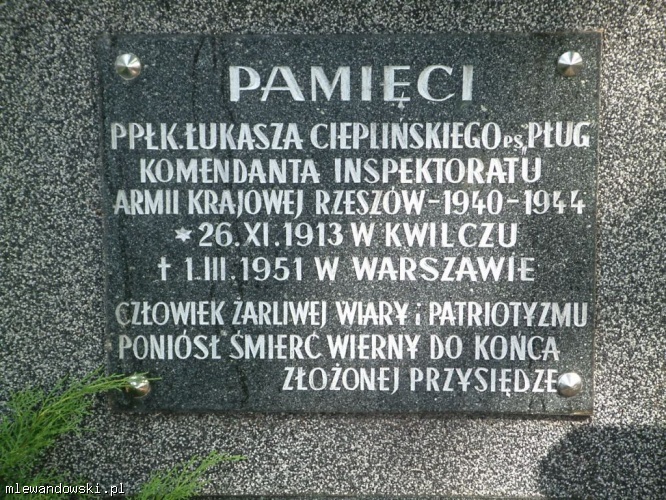 PAMIĘCI
PPŁK. ŁUKASZA CIEPLIŃSKIEGO ps. PŁUG
KOMENDANTA INSPEKTORATU
ARMII KRAJOWEJ RZESZÓW-1940-1944
* 26.XI.1913 W KWILCZU
† 1.III.1951 W WARSZAWIE
CZŁOWIEK ŻARLIWEJ WIARY i PATRIOTYZMU
PONIÓSŁ ŚMIERĆ WIERNY DO KOŃCA
ZŁOŻONEJ PRZYSIĘDZE
mlewandowski.pl